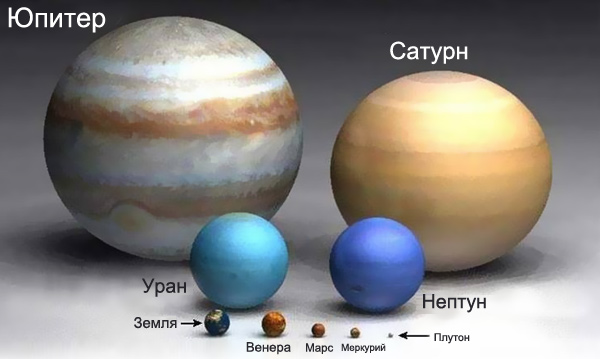 Юпитер
Сатурн
Уран
Нептун
Земля
Венера
Марс
Меркурий
Плутон